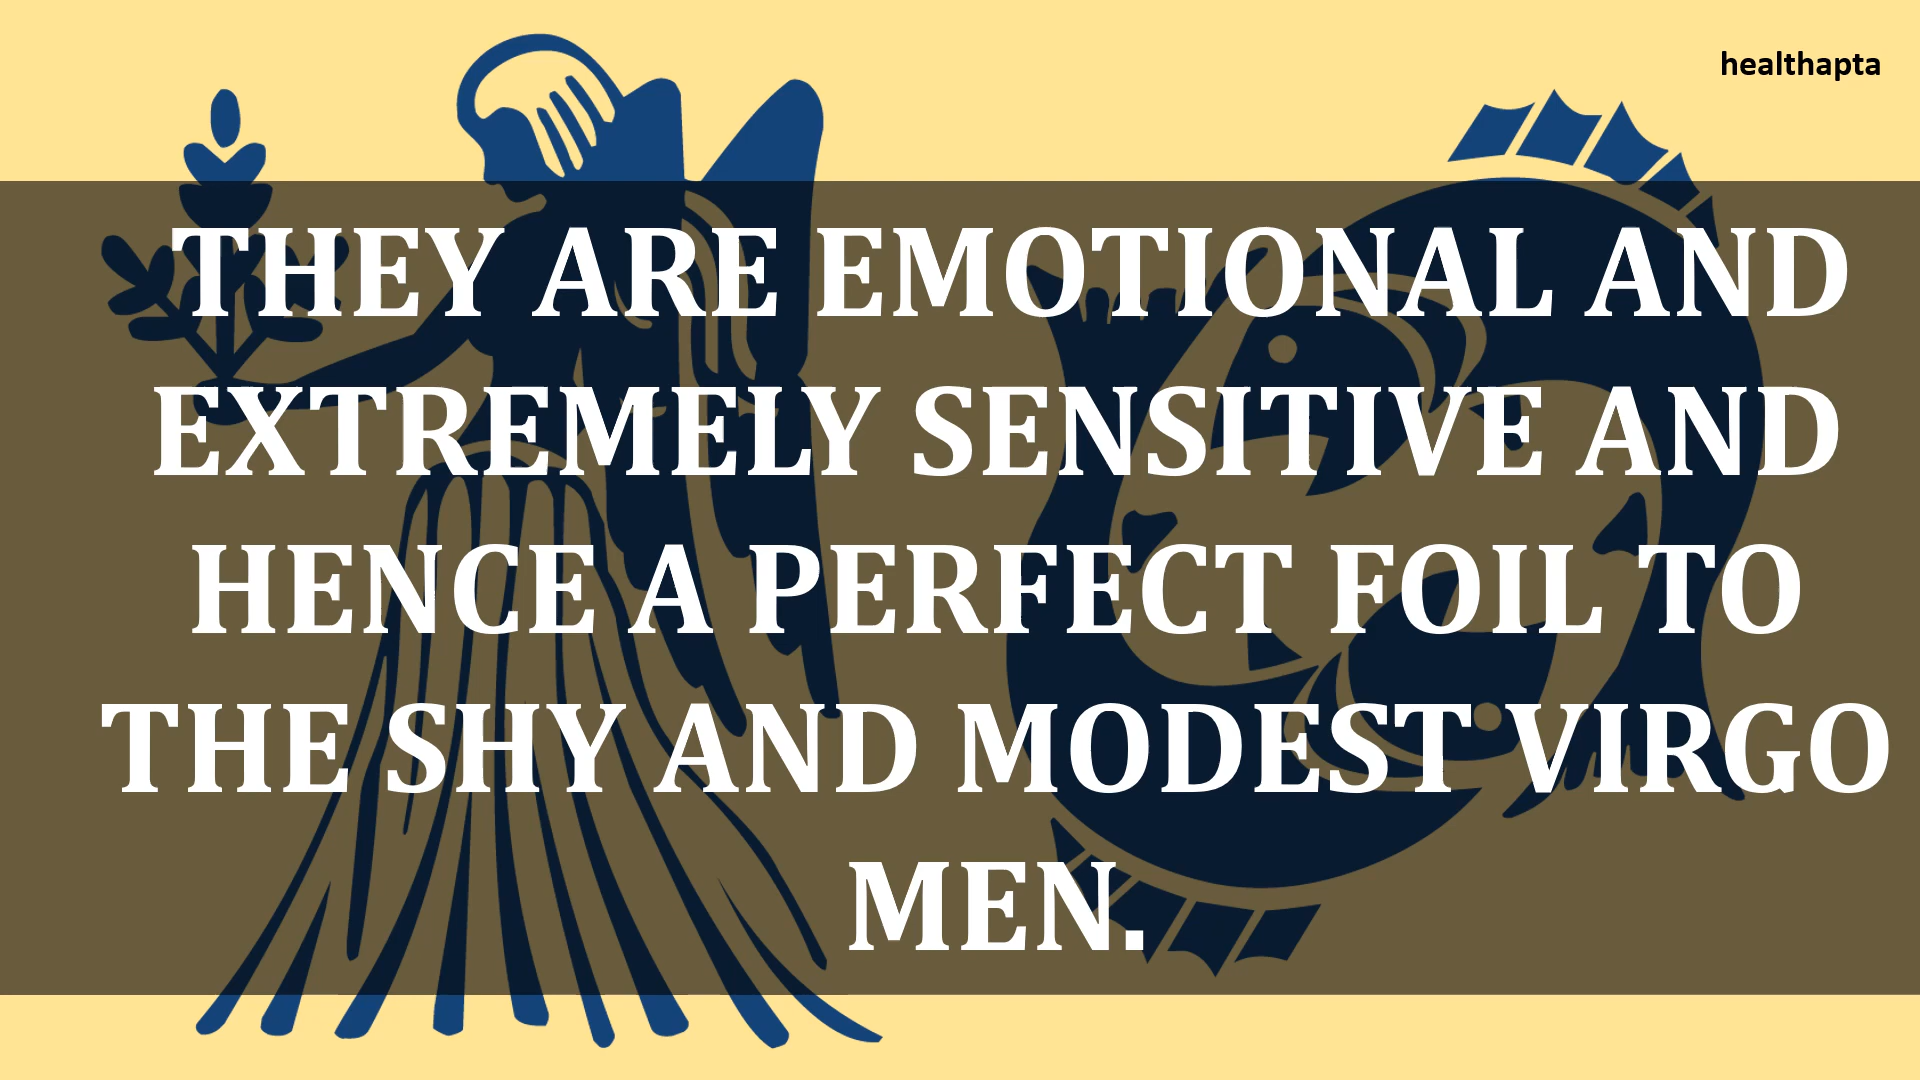 healthapta
THEY ARE EMOTIONAL AND
EXTREMELY SENSITIVE AND
HENCE A PERFECT FOIL TO
THE SHY AND MODEST VIRGO
MEN.